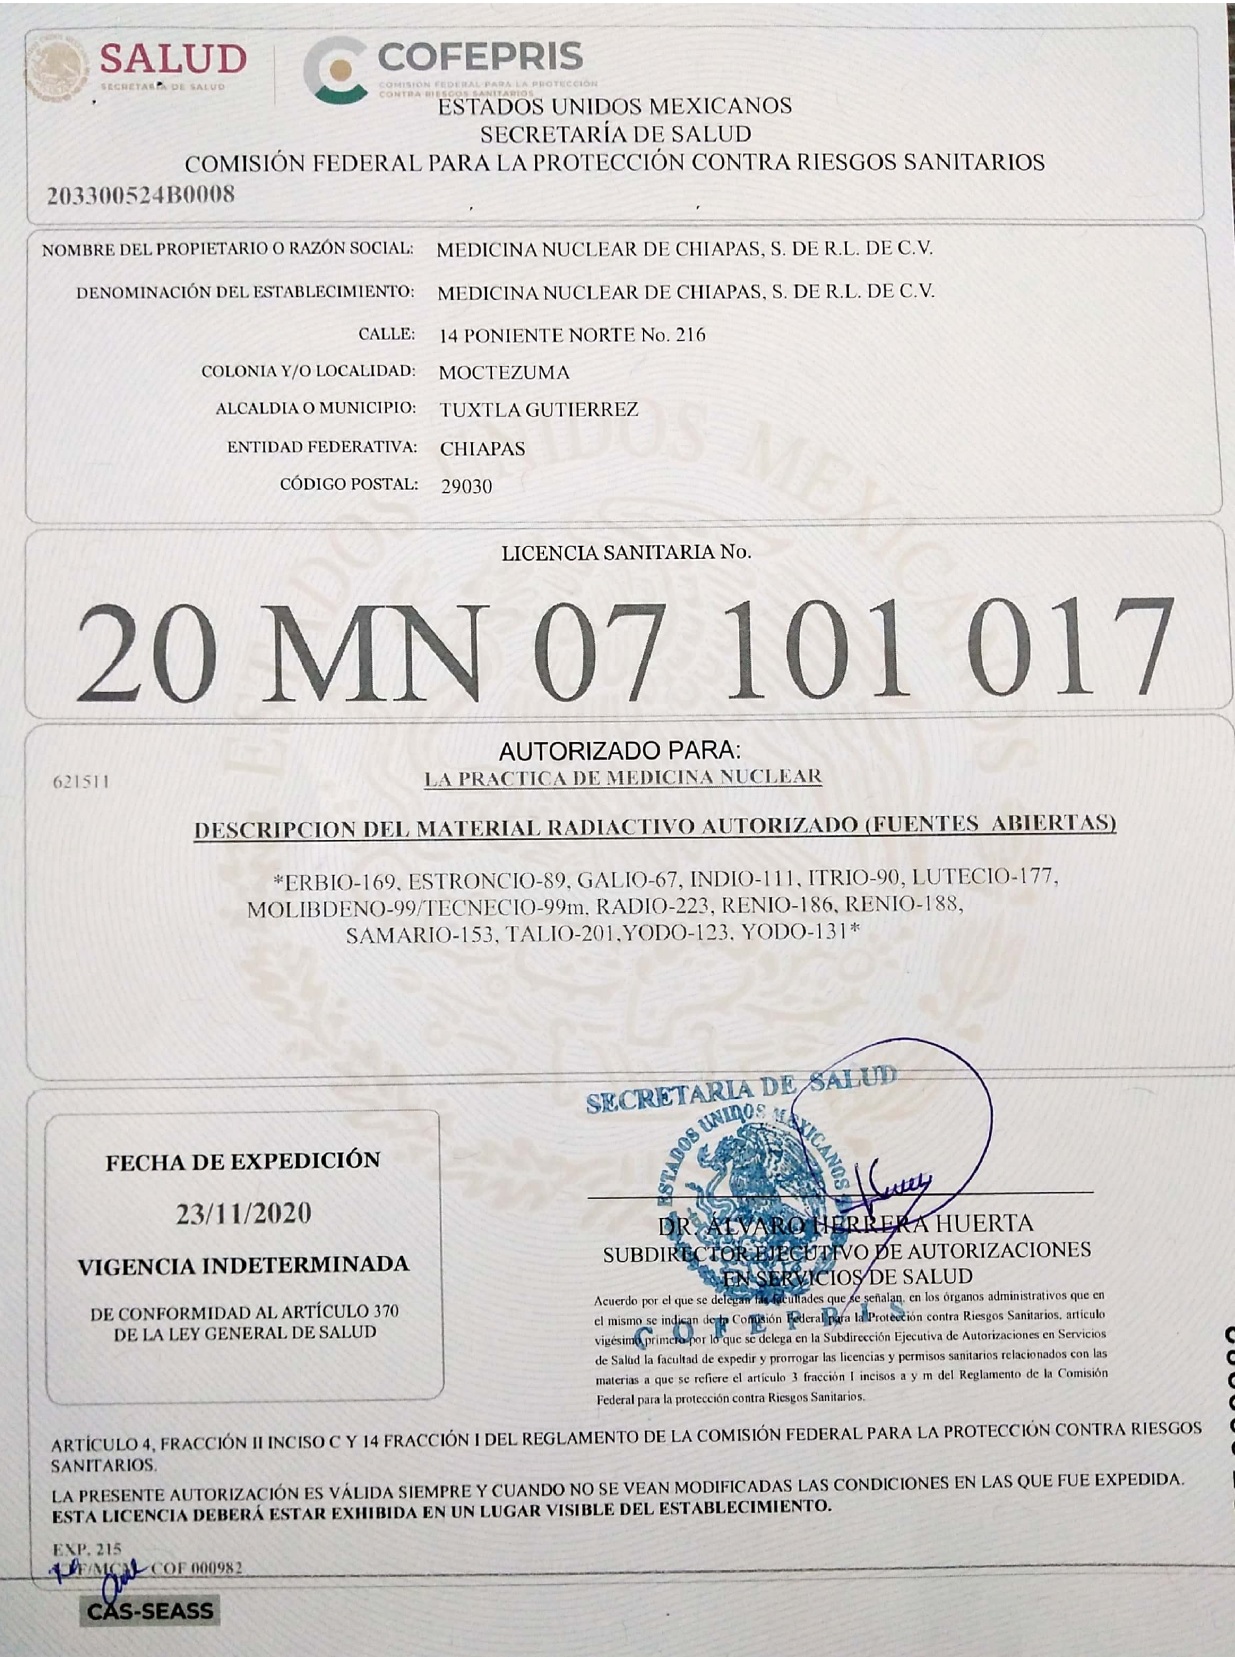 SALUD
SECRETARÍA DE SALUD
COFEPRIS
COMISIÓN FEDERAL PARA LA PROTECCIÓN
CONTRA RIESGOS SANITARIOS
ESTADOS UNIDOS MEXICANOS
SECRETARÍA DE SALUD
COMISIÓN FEDERAL PARA LA PROTECCIÓN CONTRA RIESGOS SANITARIOS
203300524B0008
NOMBRE DEL PROPIETARIO O RAZÓN SOCIAL: MEDICINA NUCLEAR DE CHIAPAS, S. DE R.L. DE C.V.
DENOMINACIÓN DEL ESTABLECIMIENTO: MEDICINA NUCLEAR DE CHIAPAS, S. DE R.L. DE C.V.
CALLE: 14 PONIENTE NORTE No. 216
COLONIA Y/O LOCALIDAD: MOCTEZUMA
ALCALDIA O MUNICIPIO: TUXTLA GUTIERREZ
ENTIDAD FEDERATIVA: CHIAPAS
CÓDIGO POSTAL: 29030
ESTADOS UNIDOS MEXICANOS
LICENCIA SANITARIA No.
20 MN 07 101 017
AUTORIZADO PARA:
621511
LA PRACTICA DE MEDICINA NUCLEAR
DESCRIPCION DEL MATERIAL RADIACTIVO AUTORIZADO (FUENTES ABIERTAS)
*ERBIO-169, ESTRONCIO-89, GALIO-67, INDIO-111, ITRIO-90, LUTECIO-177,
MOLIBDENO-99/TECNECIO-99m, RADIO-223, RENIO-186, RENIO-188,
SAMARIO-153, TALIO-201,YODO-123, YODO-131*
FECHA DE EXPEDICIÓN
23/11/2020
VIGENCIA INDETERMINADA
DE CONFORMIDAD AL ARTÍCULO 370
DE LA LEY GENERAL DE SALUD
SECRETARIA DE SALUD
ESTADOS UNIDOS MEXICANOS
COFEPRIS
DR. ÁLVARO HERRERA HUERTA
SUBDIRECTOR EJECUTIVO DE AUTORIZACIONES
EN SERVICIOS DE SALUD
Acuerdo por el que se delegan las facultades que se señalan, en los órganos administrativos que en
el mismo se indican de la Comisión Federal para la Protección contra Riesgos Sanitarios, artículo
vigésimo primero por lo que se delega en la Subdirección Ejecutiva de Autorizaciones en Servicios
de Salud la facultad de expedir y prorrogar las licencias y permisos sanitarios relacionados con las
materias a que se refiere el artículo 3 fracción I incisos a y m del Reglamento de la Comisión
Federal para la protección contra Riesgos Sanitarios.
ARTÍCULO 4, FRACCIÓN II INCISO C Y 14 FRACCIÓN I DEL REGLAMENTO DE LA COMISIÓN FEDERAL PARA LA PROTECCIÓN CONTRA RIESGOS
SANITARIOS.
LA PRESENTE AUTORIZACIÓN ES VÁLIDA SIEMPRE Y CUANDO NO SE VEAN MODIFICADAS LAS CONDICIONES EN LAS QUE FUE EXPEDIDA.
ESTA LICENCIA DEBERÁ ESTAR EXHIBIDA EN UN LUGAR VISIBLE DEL ESTABLECIMIENTO.
EXP. 215
COF 000982
CAS-SEASS